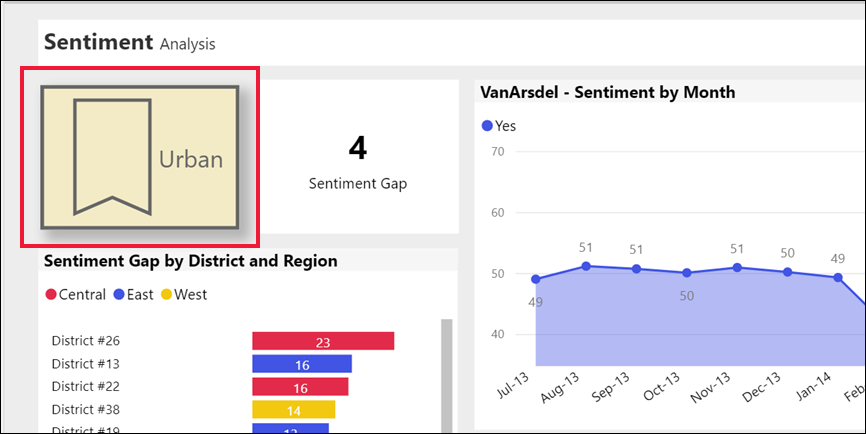 Sentiment Analysis
Urban
4
Sentiment Gap
VanArsdel - Sentiment by Month
Yes
70
60
50
40
49
51
51
50
51
50
49
Jul-13
Aug-13
Sep-13
Oct-13
Nov-13
Dec-13
Jan-14
Feb
Sentiment Gap by District and Region
Central East West
District #26 23
District #13 16
District #22 16
District #38 14
District #19